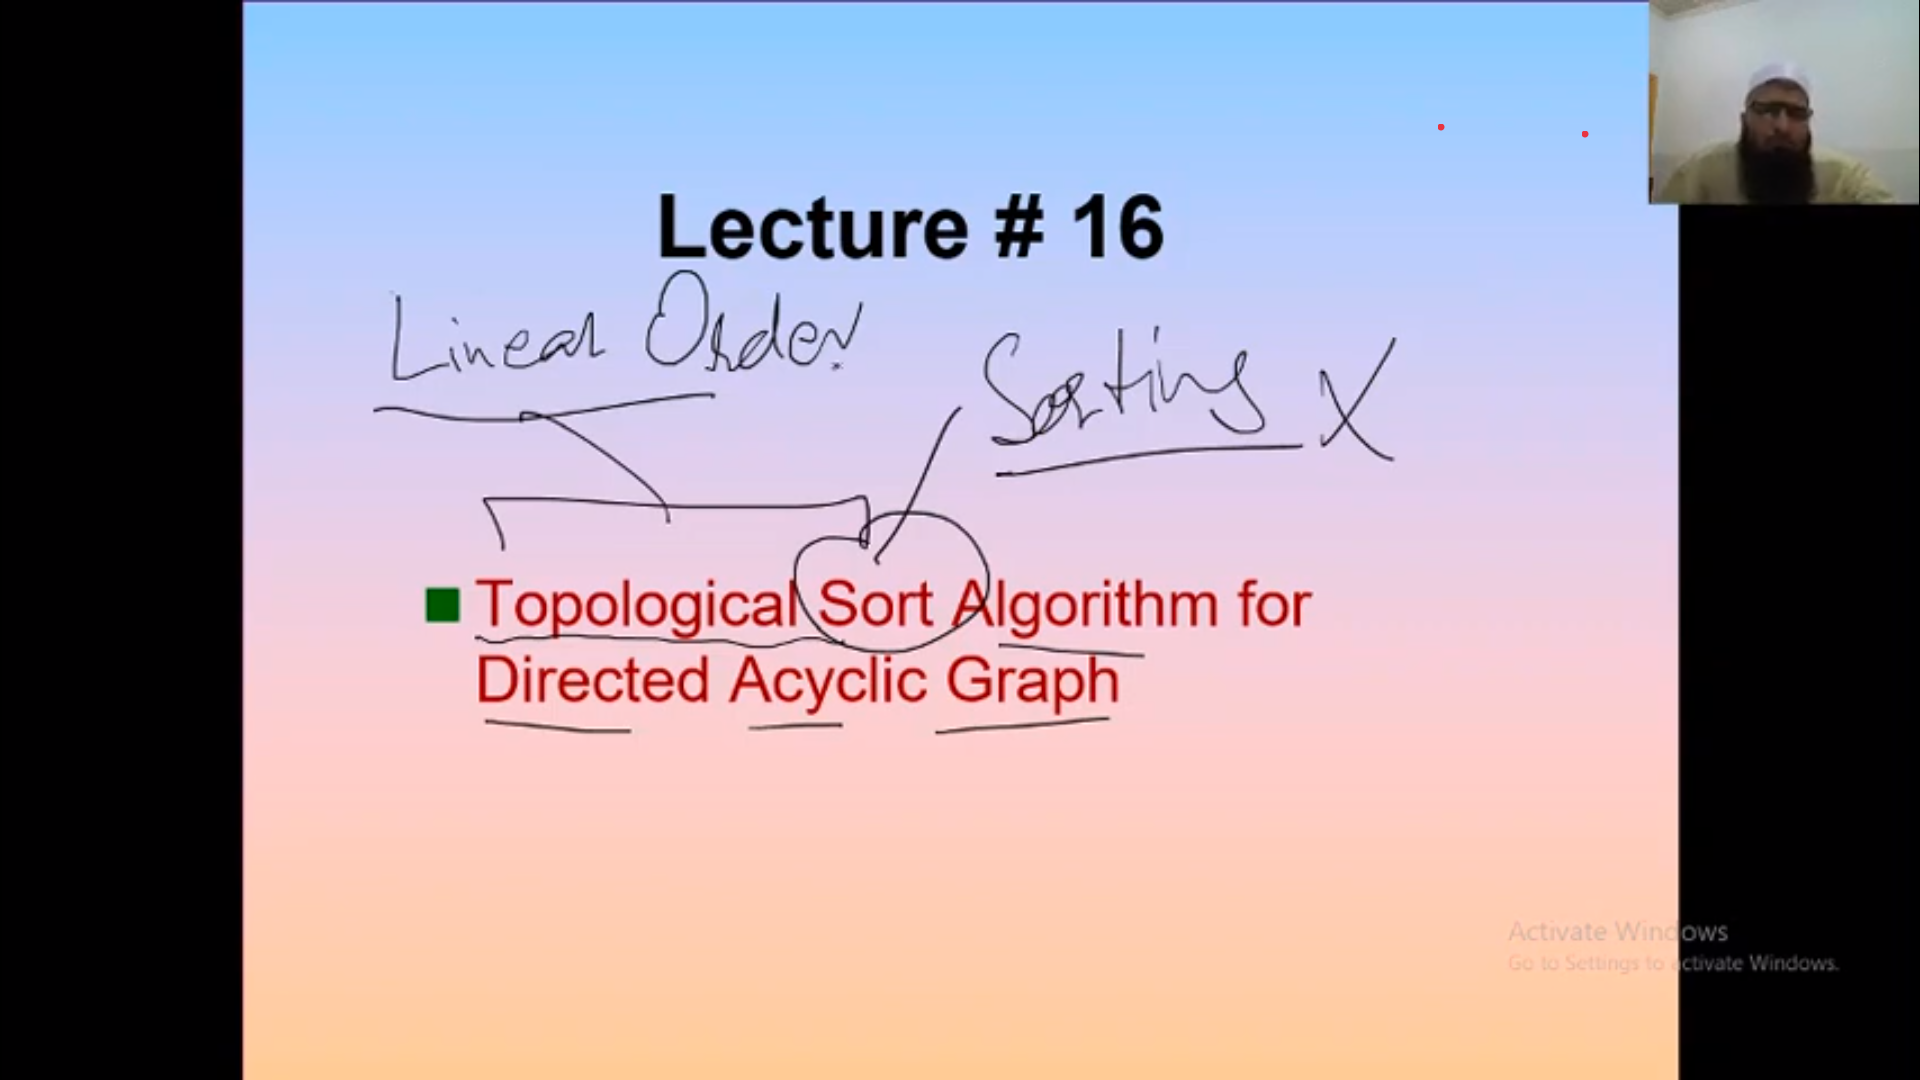 Lecture # 16
Linear Order
Sorting X
Topological Sort Algorithm for
Directed Acyclic Graph
Activate Windows
Go to Settings to activate Windows.